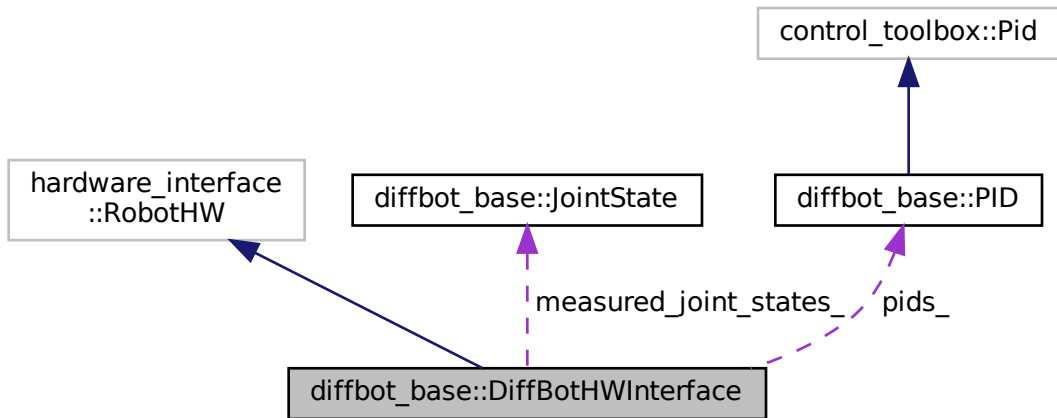 control_toolbox::Pid
hardware_interface
::RobotHW
diffbot_base::JointState
diffbot_base::PID
measured_joint_states_
pids_
diffbot_base::DiffBotHWInterface